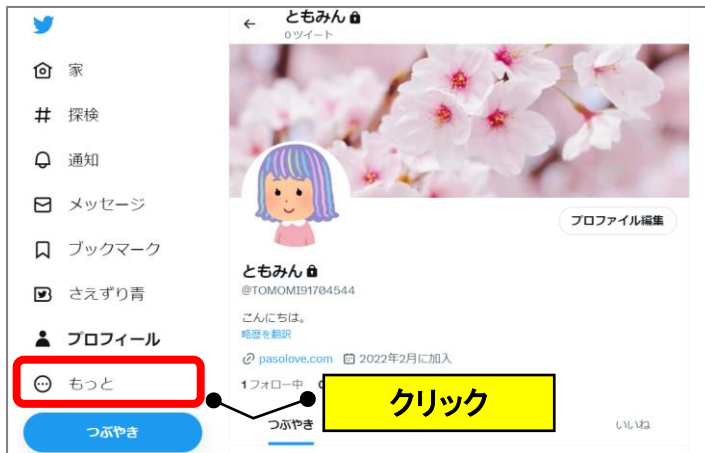 ともみん
0 ツイート
家
探検
通知
メッセージ
ブックマーク
さえずり青
プロフィール
もっと
つぶやき
プロファイル編集
ともみん
@TOMOMI91704544
こんにちは。
略歴を翻訳
pasolove.com 2022年2月に加入
1フォロー中
クリック
つぶやき
いいね